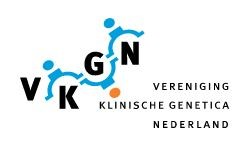 VKGN
VERENIGING
KLINISCHE GENETICA
NEDERLAND